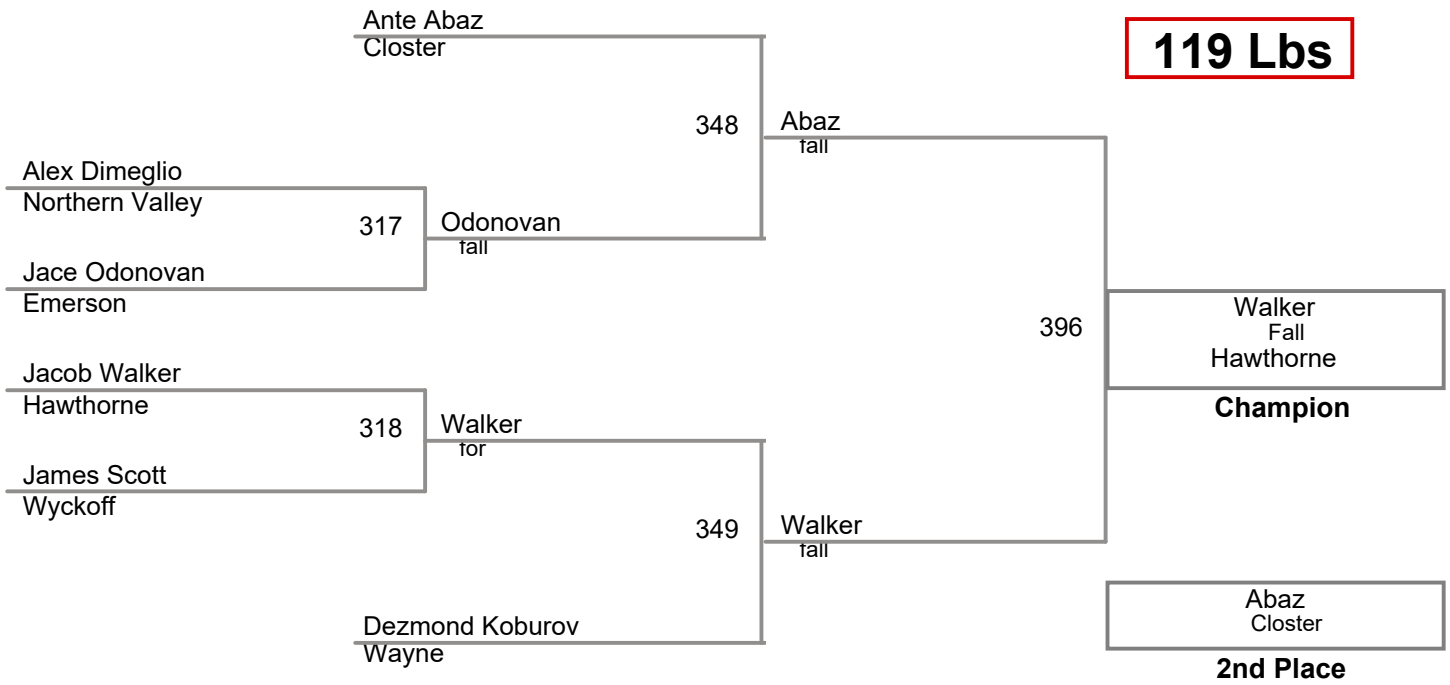 Ante Abaz
Closter
119 Lbs
348
Abaz
fall
Alex Dimeglio
Northern Valley
317
Odonovan
fall
Jace Odonovan
Emerson
396
Walker
Fall
Hawthorne
Champion
Jacob Walker
Hawthorne
318
Walker
for
James Scott
Wyckoff
349
Walker
fall
Dezmond Koburov
Wayne
Abaz
Closter
2nd Place